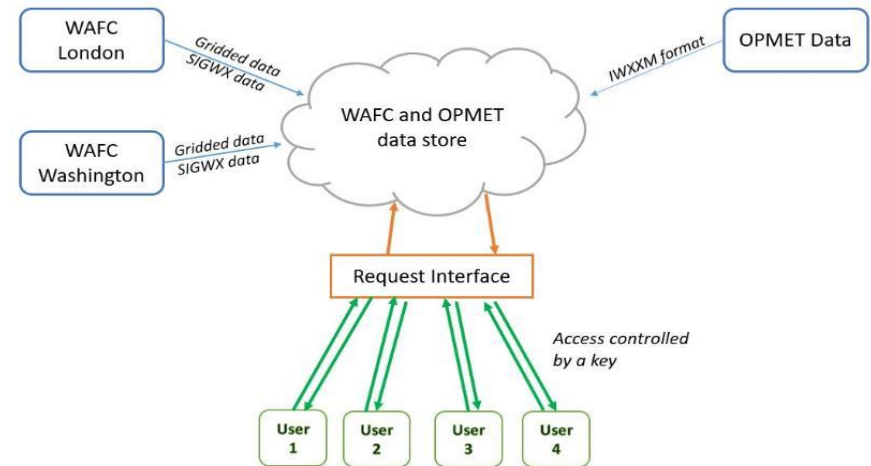 WAFC
London
Gridded data
SIGWX data
IWXXM format
OPMET Data
WAFC and OPMET
data store
WAFC
Washington
Gridded data
SIGWX data
Request Interface
Access controlled
by a key
User
1
User
2
User
3
User
4